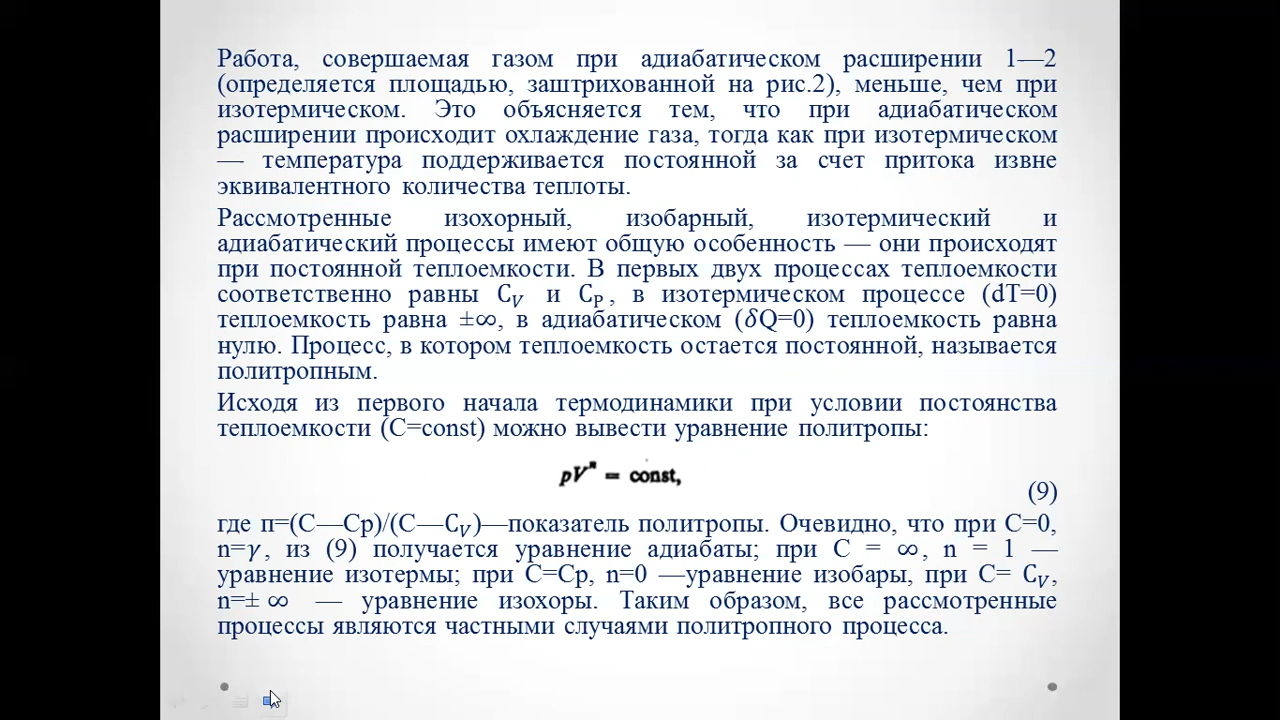 Работа, совершаемая газом при адиабатическом расширении 1—2
(определяется площадью, заштрихованной на рис.2), меньше, чем при
изотермическом. Это объясняется тем, что при адиабатическом
расширении происходит охлаждение газа, тогда как при изотермическом
— температура поддерживается постоянной за счет притока извне
эквивалентного количества теплоты.
Рассмотренные изохорный, изобарный, изотермический и
адиабатический процессы имеют общую особенность — они происходят
при постоянной теплоемкости. В первых двух процессах теплоемкости
соответственно равны C_V и C_P, в изотермическом процессе (dT=0)
теплоемкость равна ±∞, в адиабатическом (δQ=0) теплоемкость равна
нулю. Процесс, в котором теплоемкость остается постоянной, называется
политропным.
Исходя из первого начала термодинамики при условии постоянства
теплоемкости (C=const) можно вывести уравнение политропы:
pVⁿ = const,
(9)
где п=(C—Cp)/(C—C_V)—показатель политропы. Очевидно, что при C=0,
n=γ, из (9) получается уравнение адиабаты; при C = ∞, n = 1 —
уравнение изотермы; при C=Cp, n=0 —уравнение изобары, при C= C_V,
n=± ∞ — уравнение изохоры. Таким образом, все рассмотренные
процессы являются частными случаями политропного процесса.